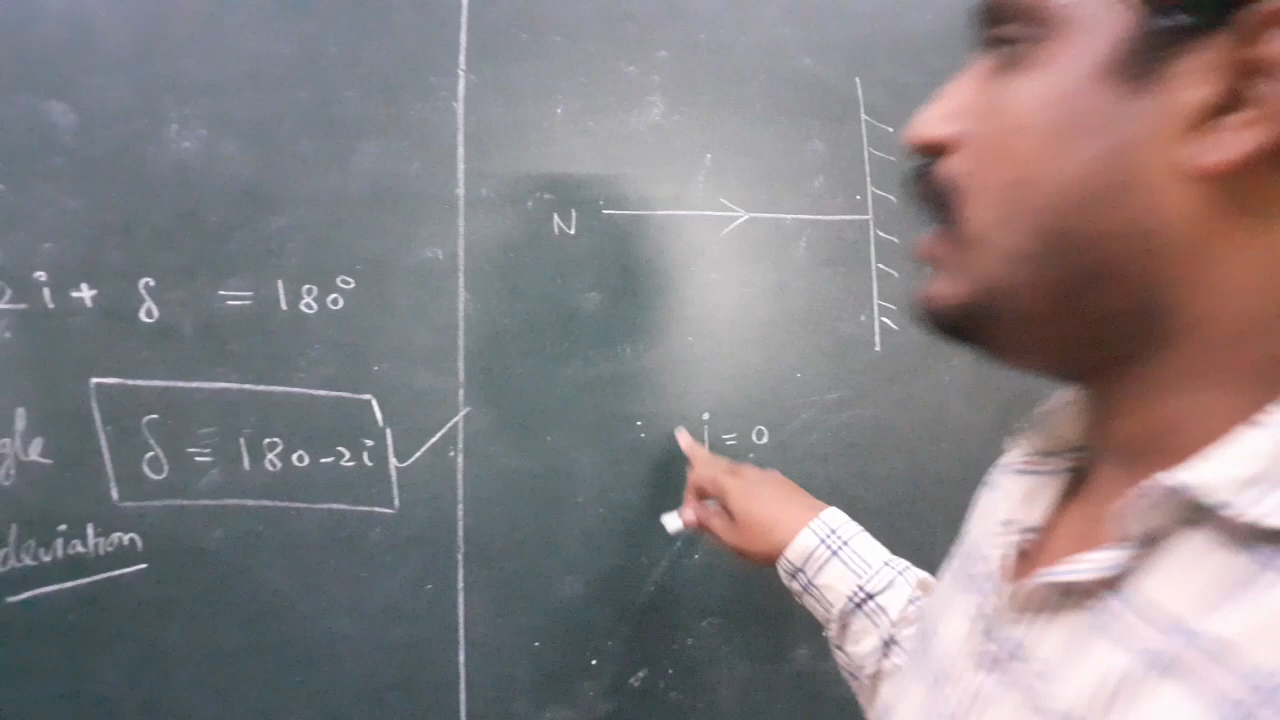 2i + δ = 180°
gle
δ = 180-2i
deviation
N
i = 0